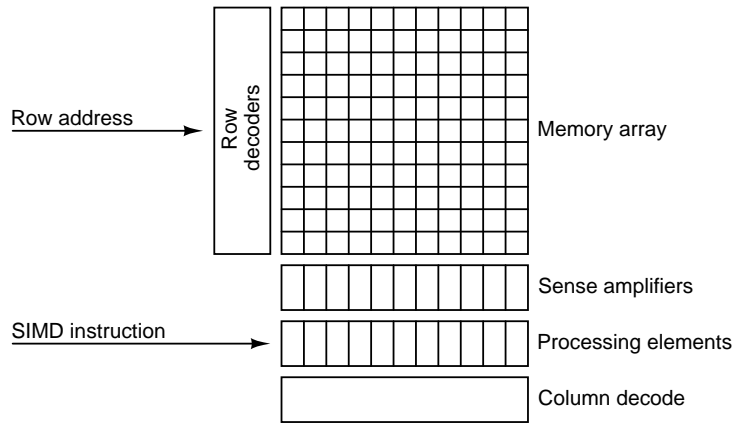 Row address
Row
decoders
Memory array
Sense amplifiers
SIMD instruction
Processing elements
Column decode